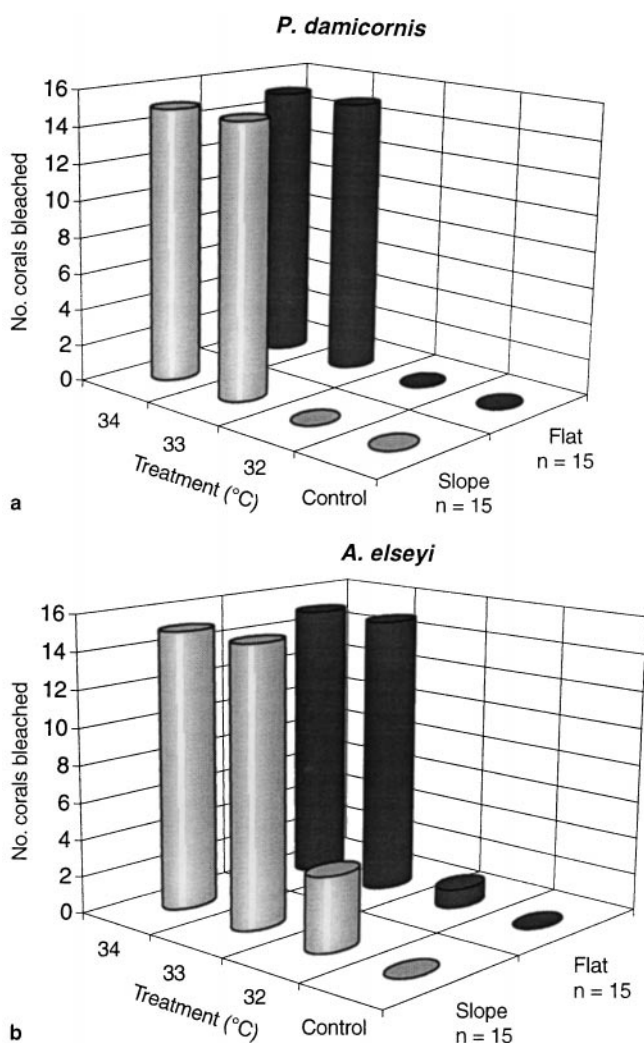 P. damicornis
16
14
12
10
8
6
4
2
0
No. corals bleached
34
33
32
Control
Treatment (°C)
Slope
n = 15
Flat
n = 15
a
A. elseyi
16
14
12
10
8
6
4
2
0
No. corals bleached
34
33
32
Control
Treatment (°C)
Slope
n = 15
Flat
n = 15
b